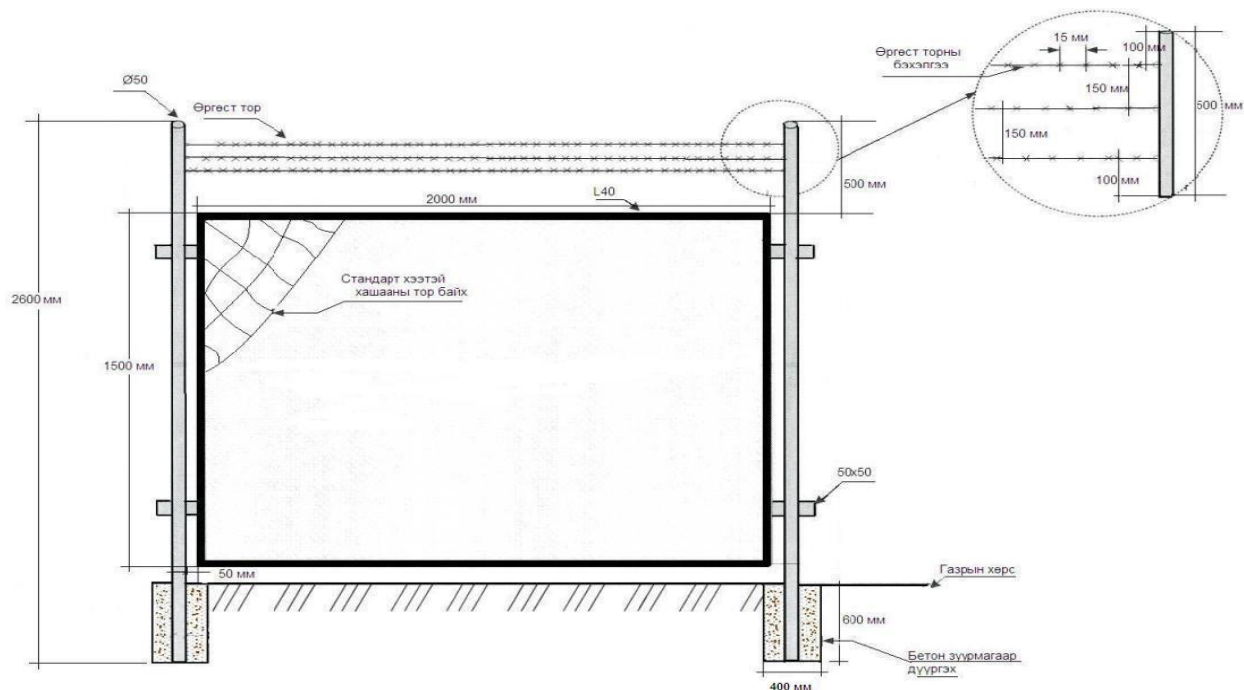 15 мм
100 мм
Өргөст торны
бэхэлгээ
150 мм
500 мм
150 мм
100 мм
Ø50
Өргөст тор
500 мм
L40
2000 мм
Стандарт хээтэй
хашааны тор байх
2600 мм
1500 мм
50x50
50 мм
Газрын хөрс
600 мм
Бетон зуурмагаар
дүүргэх
400 мм